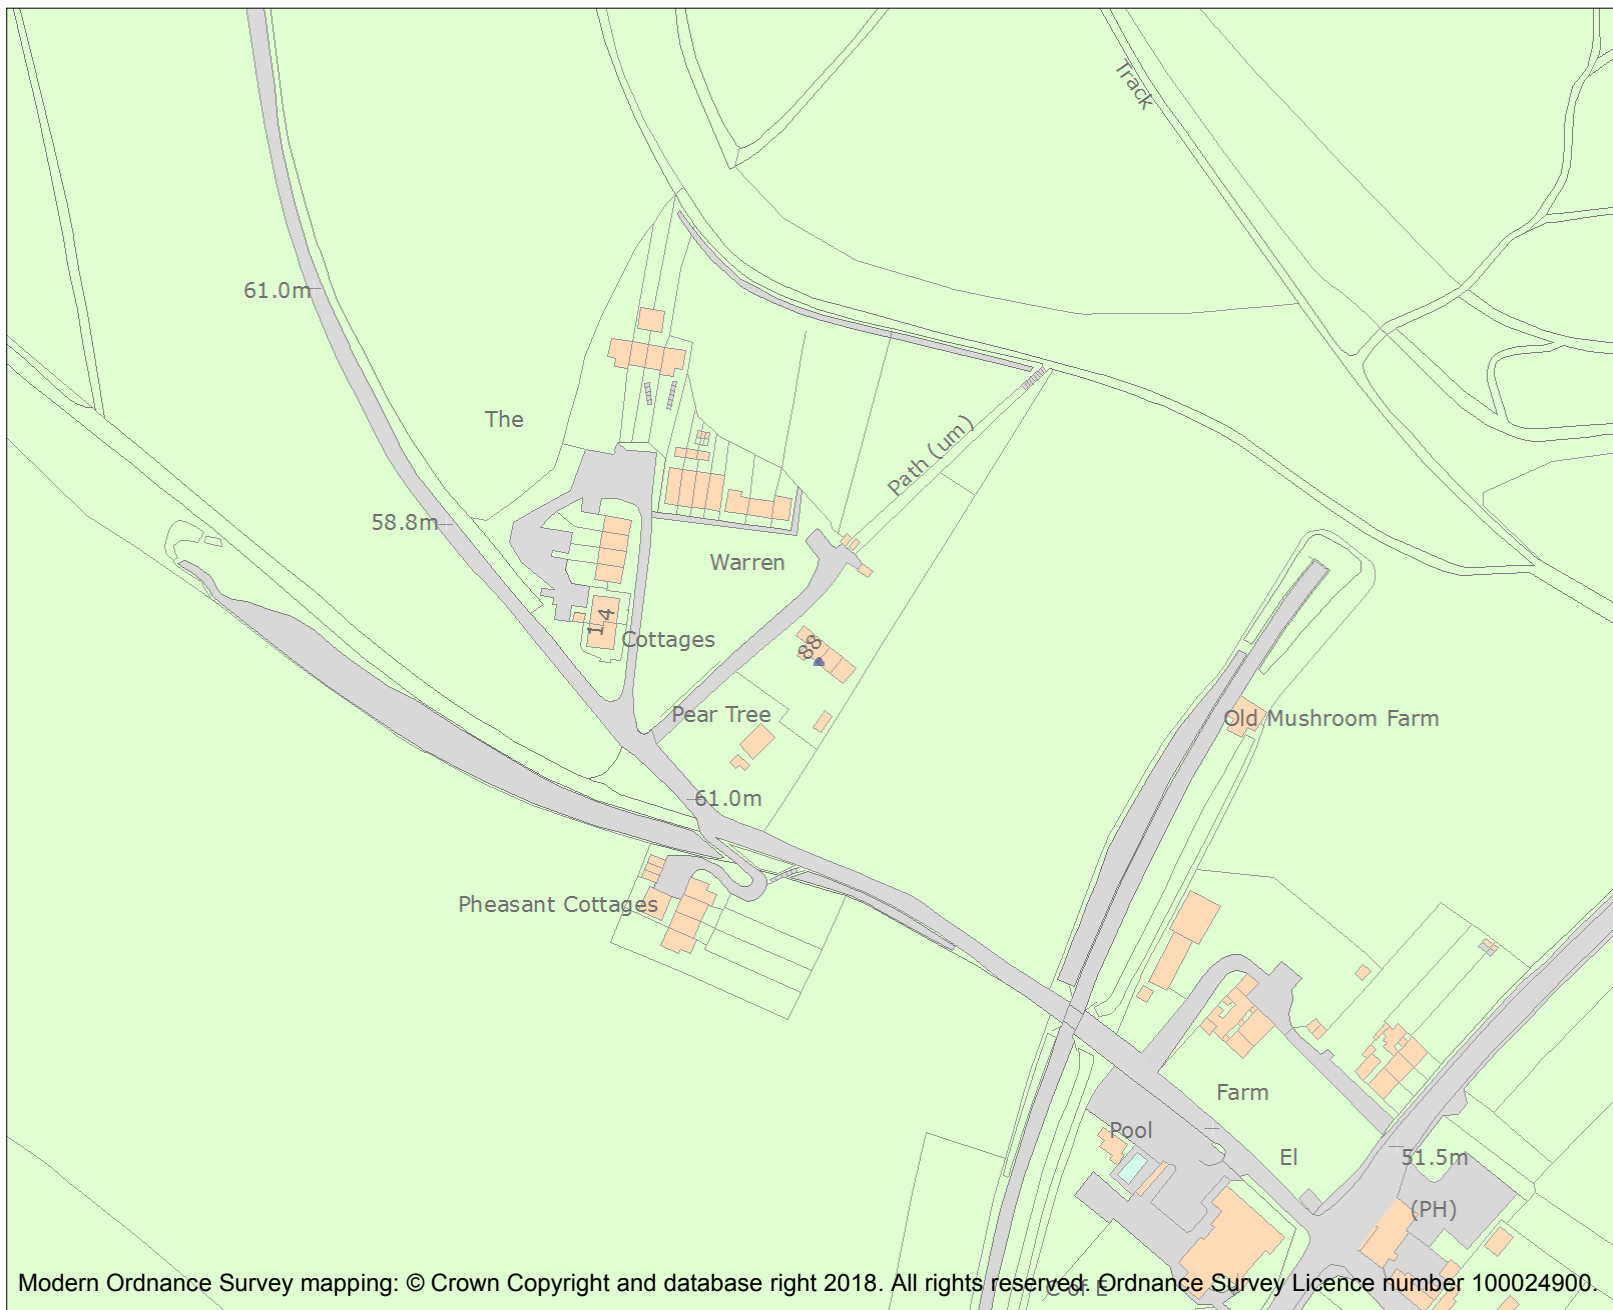 Track
61.0m
The
Path (um)
58.8m
Warren
14
Cottages
88
Pear Tree
Old Mushroom Farm
61.0m
Pheasant Cottages
Farm
Pool
El
51.5m
(PH)
C of E
Modern Ordnance Survey mapping: © Crown Copyright and database right 2018. All rights reserved. Ordnance Survey Licence number 100024900.